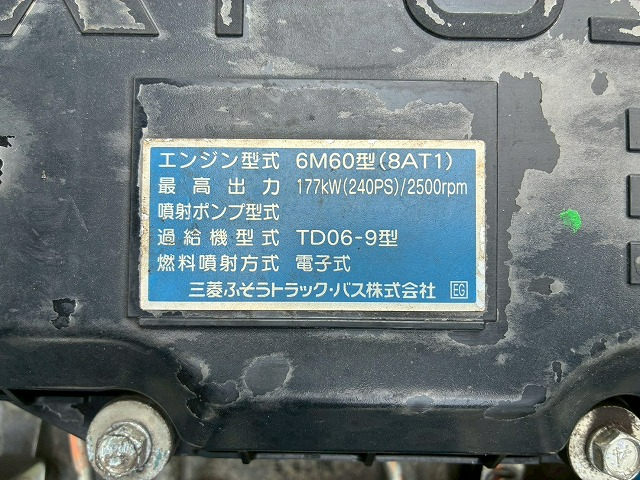 エンジン型式 6M60型(8AT1)
最高出力 177kW(240PS)/2500rpm
噴射ポンプ型式
過給機型式 TD06-9型
燃料噴射方式 電子式
三菱ふそうトラック・バス株式会社 EG